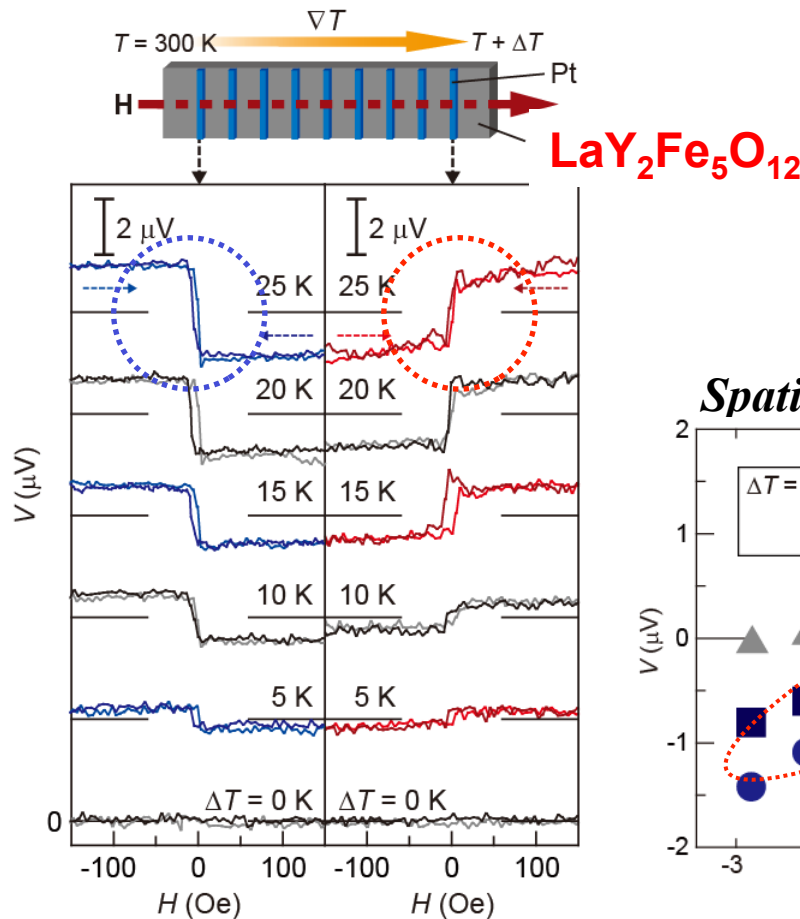 ∇T
T = 300 K
T + ΔT
Pt
H
LaY₂Fe₅O₁₂
2 μV
2 μV
25 K
25 K
20 K
20 K
15 K
15 K
10 K
10 K
5 K
5 K
ΔT = 0 K
ΔT = 0 K
0
V (μV)
-100
0
100
-100
0
100
H (Oe)
H (Oe)
Spati
2
ΔT =
1
0
-1
-2
V (μV)
-3